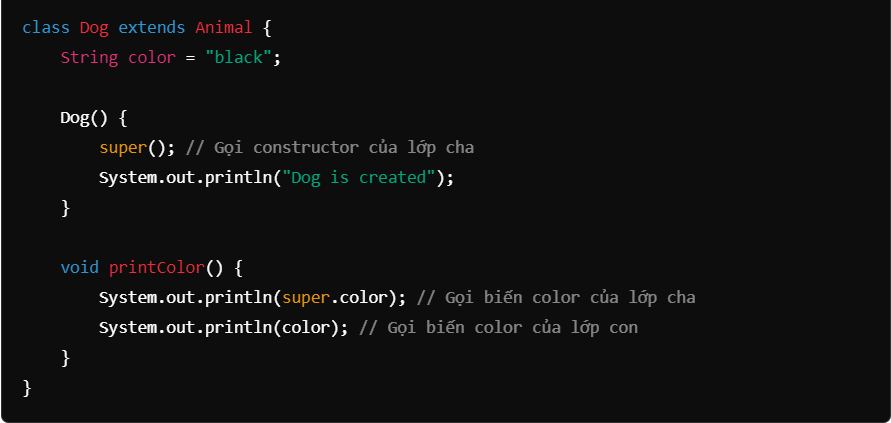 class Dog extends Animal {
    String color = "black";

    Dog() {
        super(); // Gọi constructor của lớp cha
        System.out.println("Dog is created");
    }

    void printColor() {
        System.out.println(super.color); // Gọi biến color của lớp cha
        System.out.println(color); // Gọi biến color của lớp con
    }
}